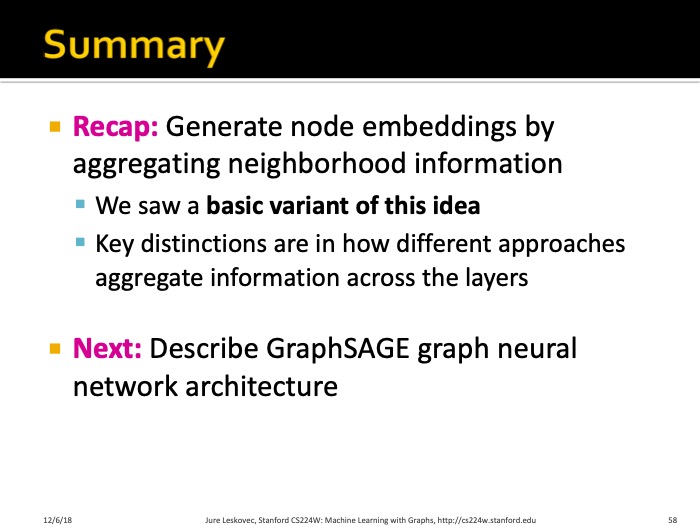 Summary
Recap: Generate node embeddings by
aggregating neighborhood information
We saw a basic variant of this idea
Key distinctions are in how different approaches
aggregate information across the layers
Next: Describe GraphSAGE graph neural
network architecture
12/6/18
Jure Leskovec, Stanford CS224W: Machine Learning with Graphs, http://cs224w.stanford.edu
58